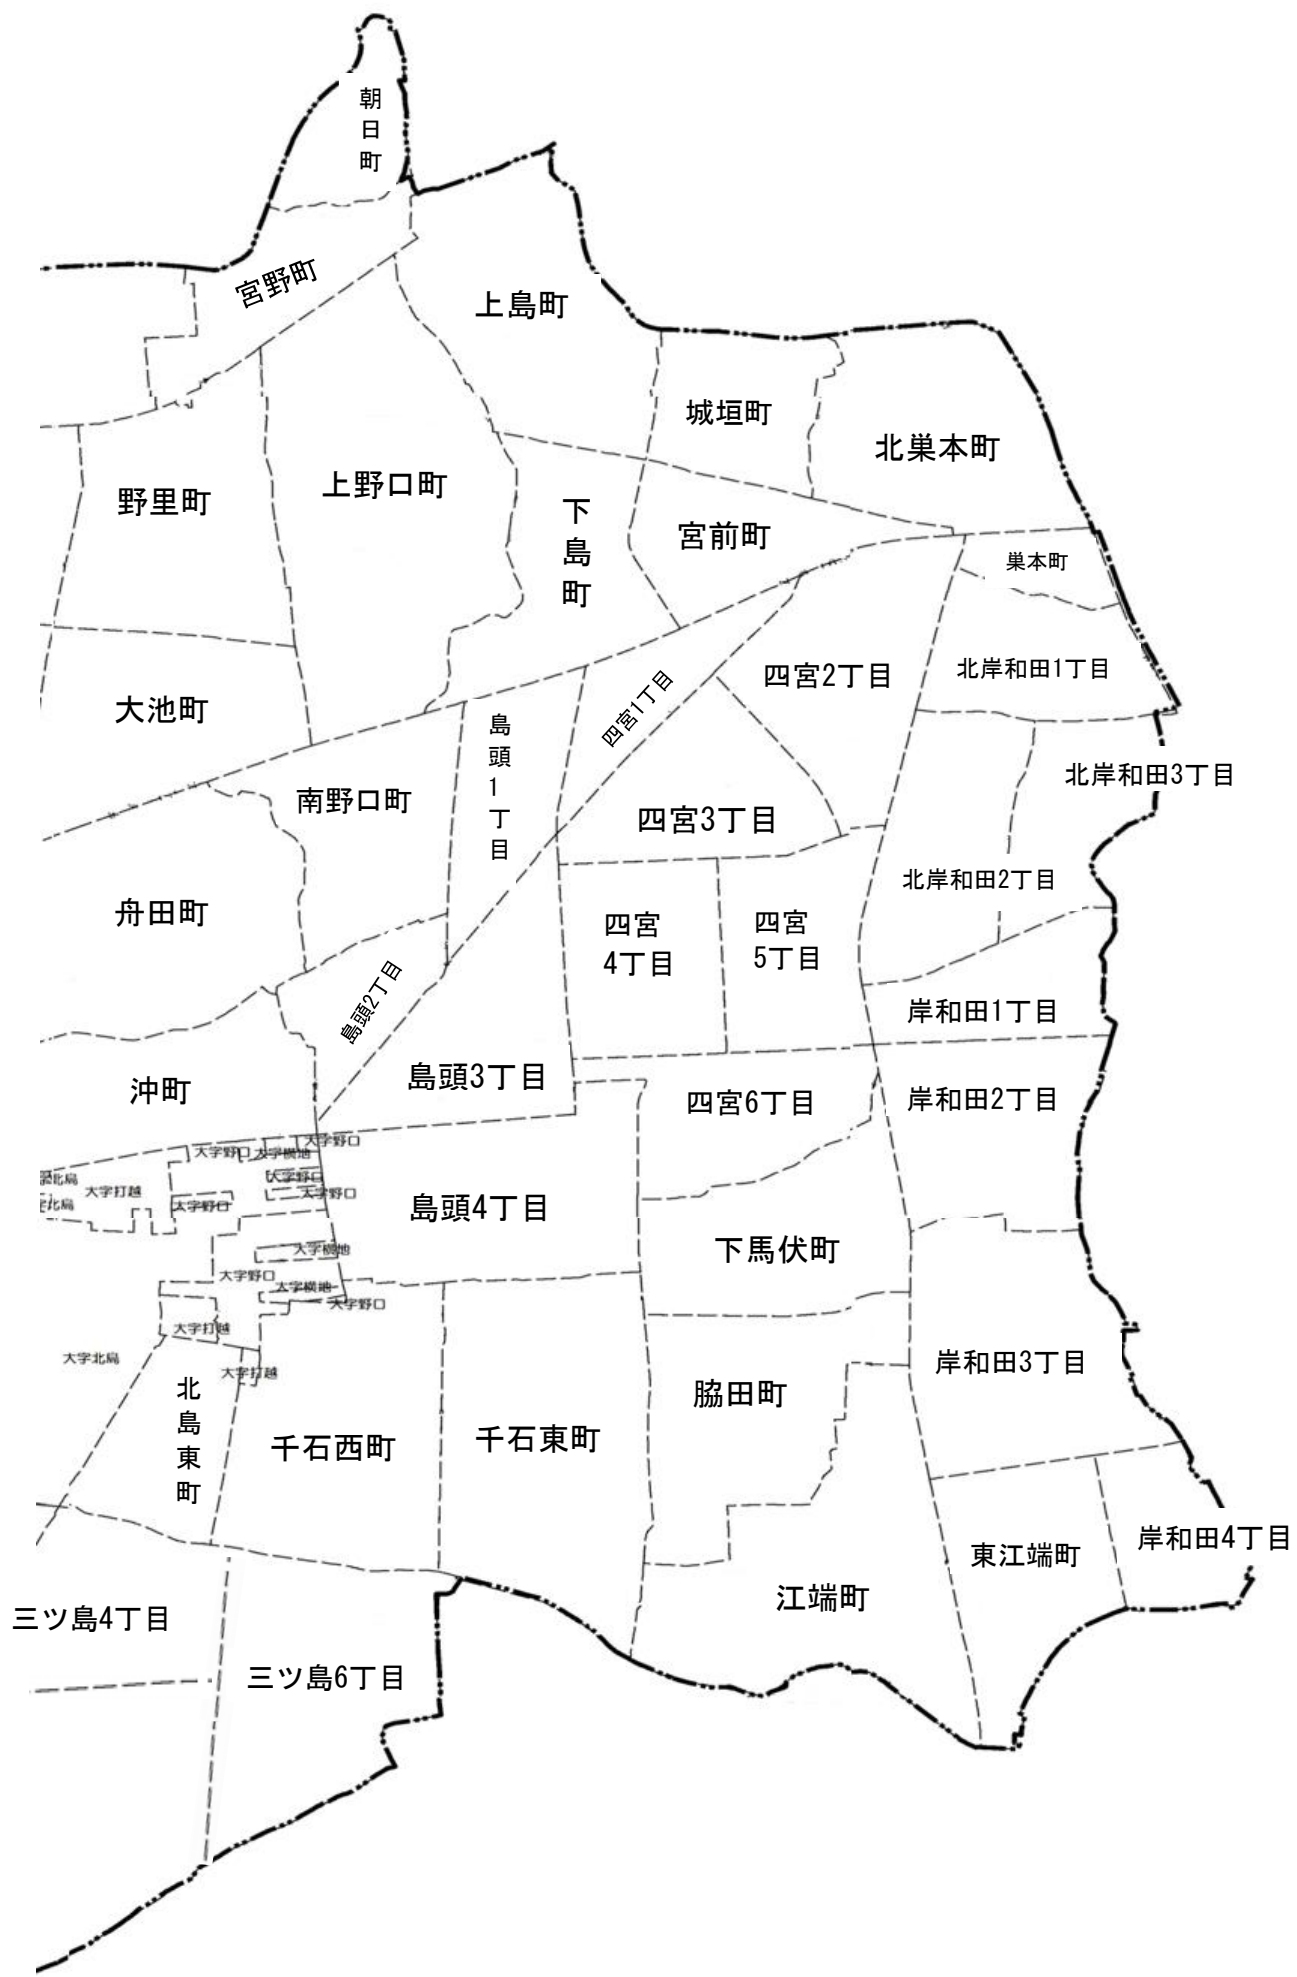 朝日町
宮野町
上島町
城垣町
北巣本町
上野口町
野里町
下島町
宮前町
巣本町
四宮2丁目
北岸和田1丁目
四宮1丁目
大池町
島頭1丁目
北岸和田3丁目
南野口町
四宮3丁目
北岸和田2丁目
舟田町
四宮
4丁目
四宮
5丁目
島頭2丁目
岸和田1丁目
島頭3丁目
沖町
四宮6丁目
岸和田2丁目
大字野口
大字野口
大字横地
大字野口
北島
大字打越
大字野口
北島
大字野口
島頭4丁目
大字横地
下馬伏町
大字野口
大字横地
大字野口
大字打越
大字北島
大字打越
岸和田3丁目
北島東町
脇田町
千石西町
千石東町
岸和田4丁目
東江端町
江端町
三ツ島4丁目
三ツ島6丁目